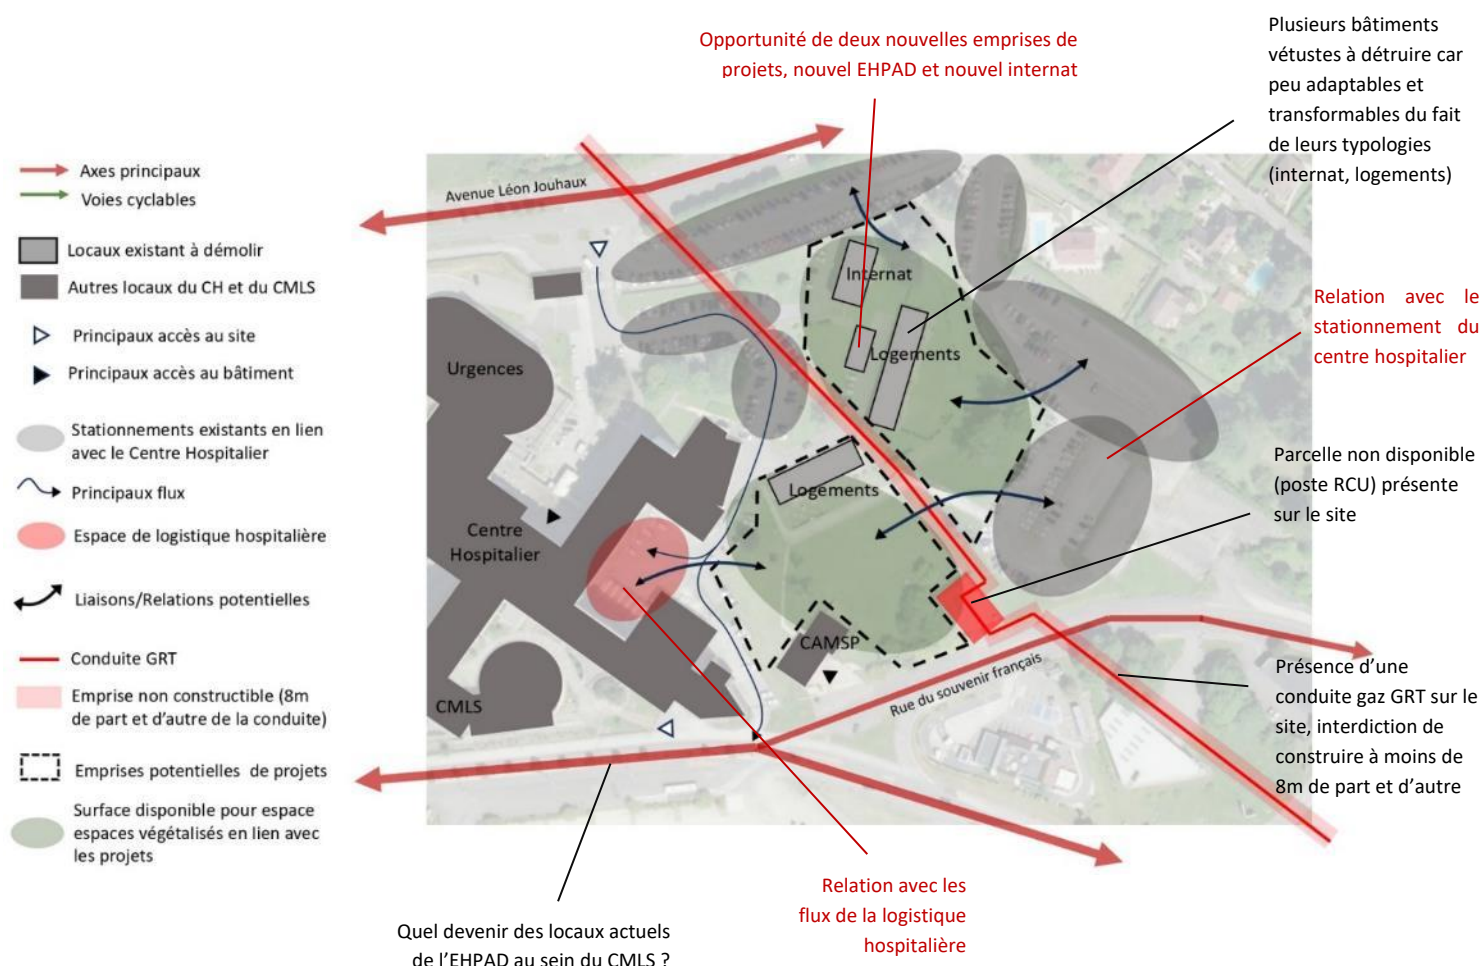 Opportunité de deux nouvelles emprises de
projets, nouvel EHPAD et nouvel internat
Plusieurs bâtiments
vétustes à détruire car
peu adaptables et
transformables du fait
de leurs typologies
(internat, logements)
Axes principaux
Voies cyclables
Locaux existant à démolir
Autres locaux du CH et du CMLS
Principaux accès au site
Principaux accès au bâtiment
Stationnements existants en lien
avec le Centre Hospitalier
Principaux flux
Espace de logistique hospitalière
Liaisons/Relations potentielles
Conduite GRT
Emprise non constructible (8m
de part et d'autre de la conduite)
Emprises potentielles de projets
Surface disponible pour espace
espaces végétalisés en lien avec
les projets
Avenue Léon Jouhaux
Internat
Logements
Urgences
Logements
Centre
Hospitalier
CAMSP
CMLS
Rue du souvenir français
Relation avec le
stationnement du
centre hospitalier
Parcelle non disponible
(poste RCU) présente
sur le site
Présence d’une
conduite gaz GRT sur le
site, interdiction de
construire à moins de
8m de part et d’autre
Relation avec les
flux de la logistique
hospitalière
Quel devenir des locaux actuels
de l’EHPAD au sein du CMLS ?